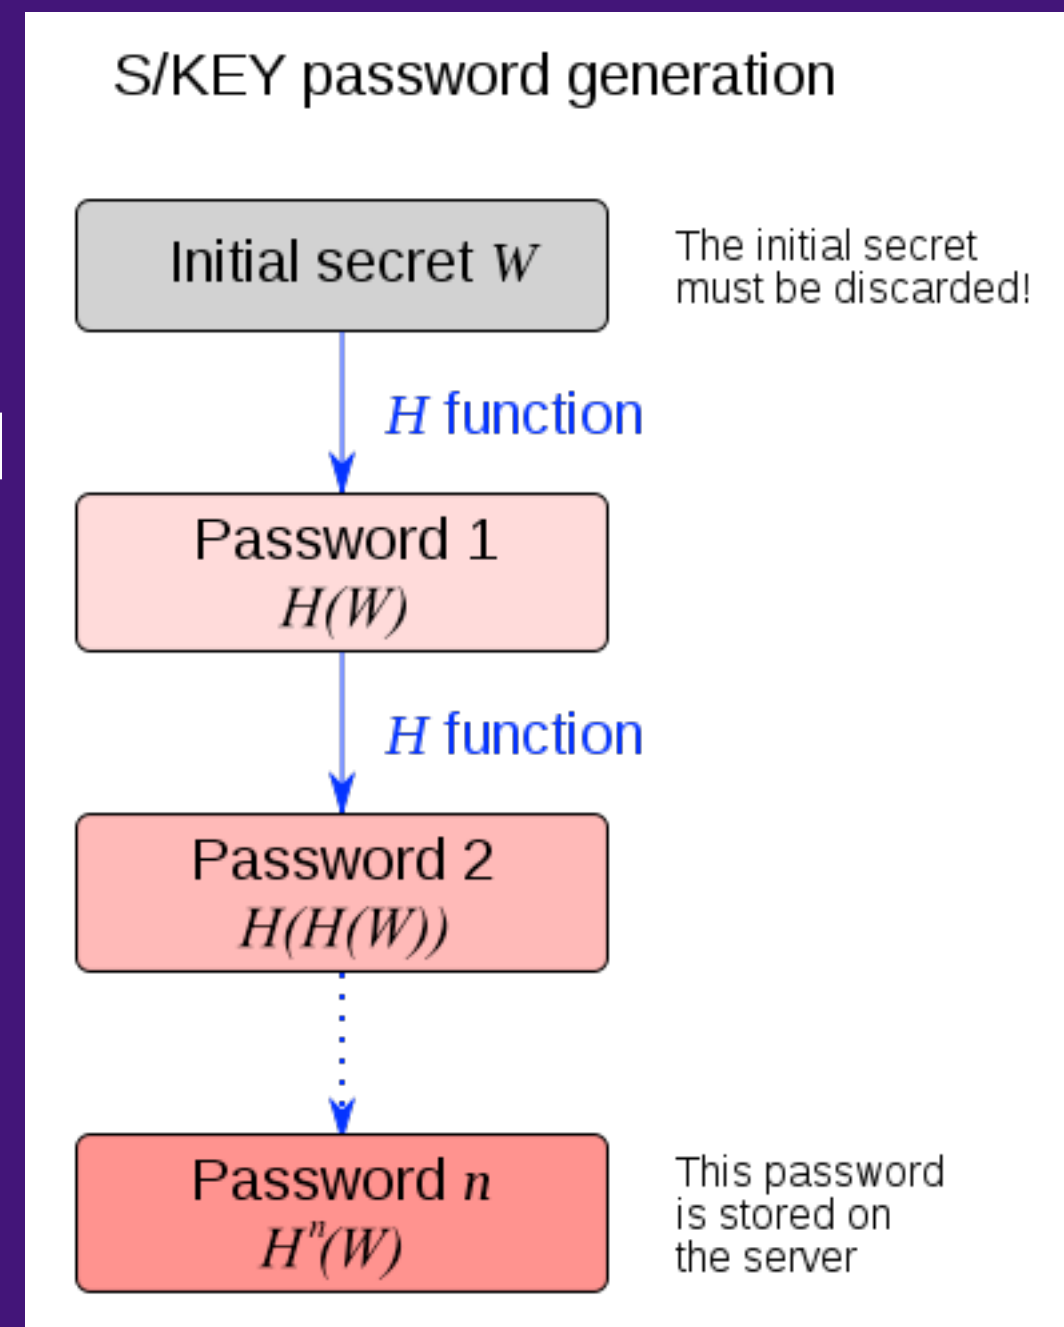 S/KEY password generation
Initial secret W
The initial secret
must be discarded!
H function
Password 1
H(W)
H function
Password 2
H(H(W))
Password n
Hⁿ(W)
This password
is stored on
the server